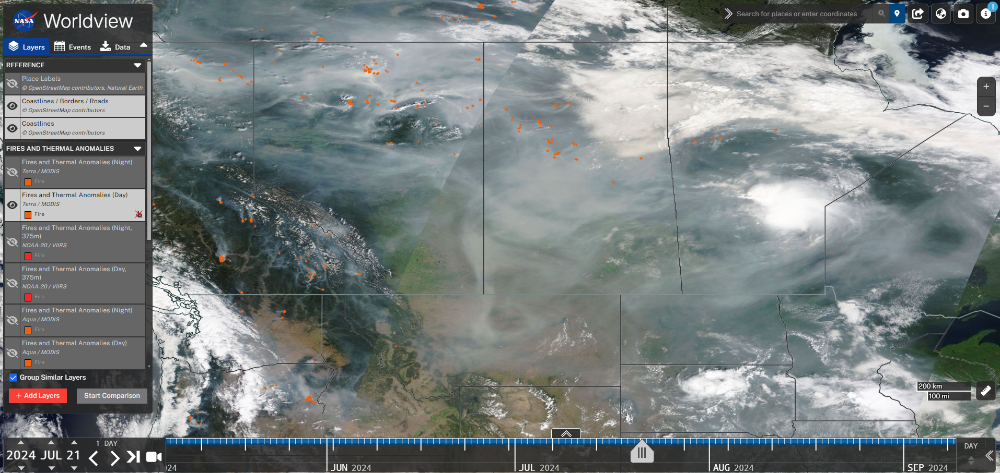 NASA Worldview
Search for places or enter coordinates
1
Layers Events Data
REFERENCE
Place Labels
© OpenStreetMap contributors, Natural Earth
Coastlines / Borders / Roads
© OpenStreetMap contributors
Coastlines
© OpenStreetMap contributors
FIRES AND THERMAL ANOMALIES
Fires and Thermal Anomalies (Night)
Terra / MODIS
Fire
Fires and Thermal Anomalies (Day)
Terra / MODIS
Fire
Fires and Thermal Anomalies (Night,
375m)
NOAA-20 / VIIRS
Fire
Fires and Thermal Anomalies (Day,
375m)
NOAA-20 / VIIRS
Fire
Fires and Thermal Anomalies (Night)
Aqua / MODIS
Fire
Fires and Thermal Anomalies (Day)
Aqua / MODIS
Fire
Group Similar Layers
+ Add Layers Start Comparison
+
−
200 km
100 mi
1 DAY
2024 JUL 21
24 JUN 2024 JUL 2024 AUG 2024 SEP 2024
DAY